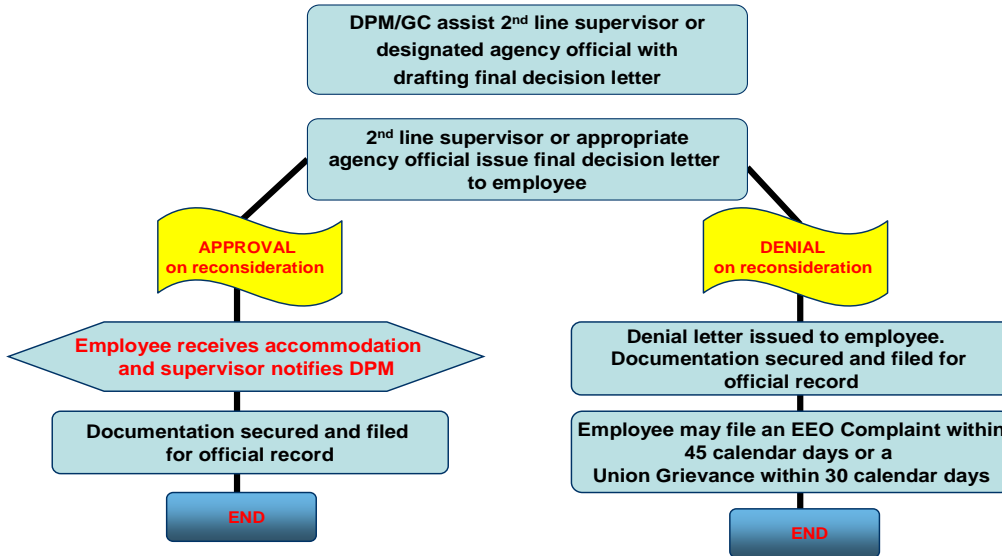 DPM/GC assist 2nd line supervisor or
designated agency official with
drafting final decision letter
2nd line supervisor or appropriate
agency official issue final decision letter
to employee
APPROVAL
on reconsideration
DENIAL
on reconsideration
Employee receives accommodation
and supervisor notifies DPM
Documentation secured and filed
for official record
END
Denial letter issued to employee.
Documentation secured and filed for
official record
Employee may file an EEO Complaint within
45 calendar days or a
Union Grievance within 30 calendar days
END